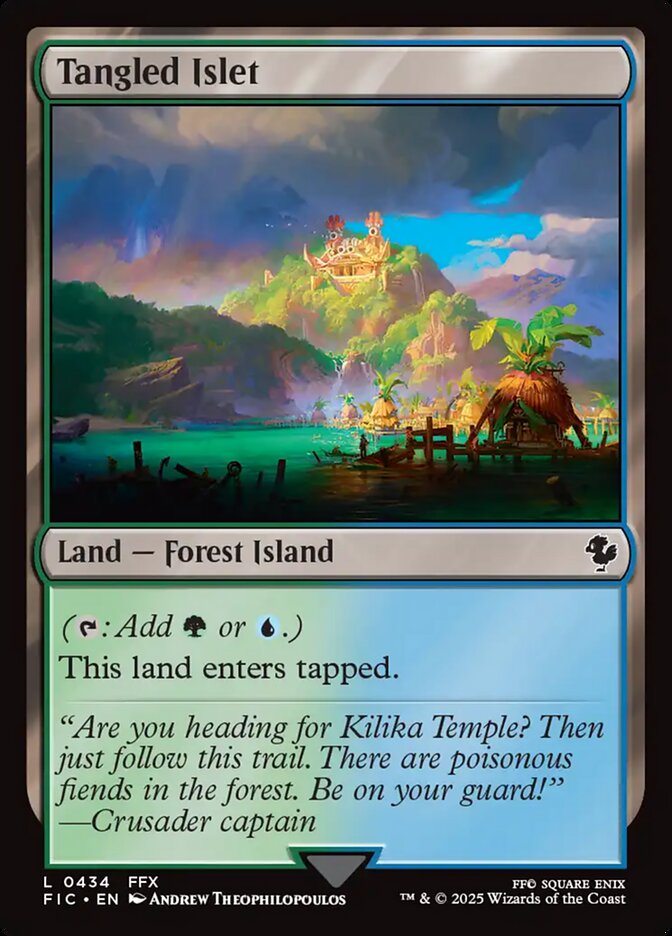 Tangled Islet
Land — Forest Island
(: Add or .)
This land enters tapped.
“Are you heading for Kilika Temple? Then
just follow this trail. There are poisonous
fiends in the forest. Be on your guard!”
—Crusader captain
L 0434 FFX
FIC • EN Andrew Theophilopoulos
FF© SQUARE ENIX
™ & © 2025 Wizards of the Coast